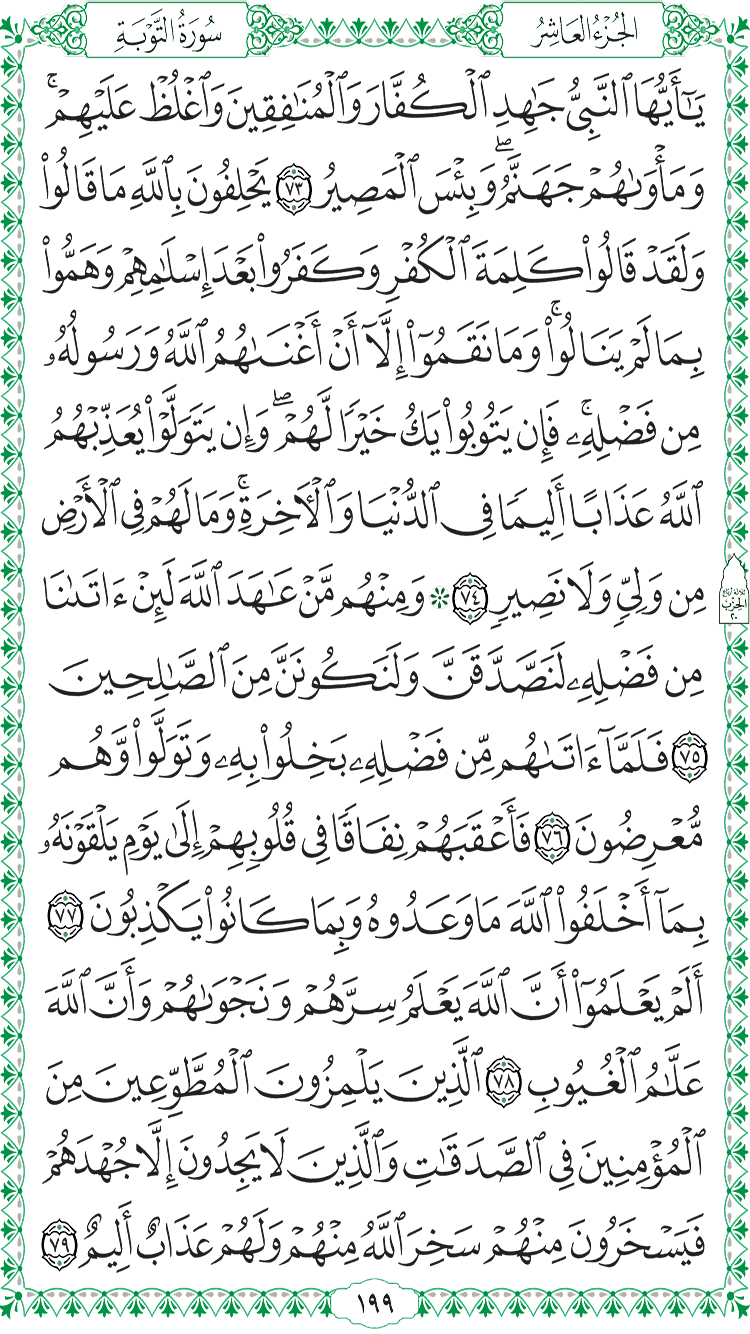 الجُزْءُ العَاشِرُ
سُورَةُ التَّوْبَةِ
يَـٰٓأَيُّهَا ٱلنَّبِىُّ جَـٰهِدِ ٱلْكُفَّارَ وَٱلْمُنَـٰفِقِينَ وَٱغْلُظْ عَلَيْهِمْ ۚ
وَمَأْوَىٰهُمْ جَهَنَّمُ ۖ وَبِئْسَ ٱلْمَصِيرُ ٧٣ يَحْلِفُونَ بِٱللَّهِ مَا قَالُوا۟
وَلَقَدْ قَالُوا۟ كَلِمَةَ ٱلْكُفْرِ وَكَفَرُوا۟ بَعْدَ إِسْلَـٰمِهِمْ وَهَمُّوا۟
بِمَا لَمْ يَنَالُوا۟ ۚ وَمَا نَقَمُوٓا۟ إِلَّآ أَنْ أَغْنَىٰهُمُ ٱللَّهُ وَرَسُولُهُۥ
مِن فَضْلِهِۦ ۚ فَإِن يَتُوبُوا۟ يَكُ خَيْرًا لَّهُمْ ۖ وَإِن يَتَوَلَّوْا۟ يُعَذِّبْهُمُ
ٱللَّهُ عَذَابًا أَلِيمًا فِى ٱلدُّنْيَا وَٱلْـَٔاخِرَةِ ۚ وَمَا لَهُمْ فِى ٱلْأَرْضِ
مِن وَلِىٍّ وَلَا نَصِيرٍ ٧٤ ۞ وَمِنْهُم مَّنْ عَـٰهَدَ ٱللَّهَ لَئِنْ ءَاتَىٰنَا
ثلاثة أرباع الحزب ٢٠
مِن فَضْلِهِۦ لَنَصَّدَّقَنَّ وَلَنَكُونَنَّ مِنَ ٱلصَّـٰلِحِينَ
٧٥ فَلَمَّآ ءَاتَىٰهُم مِّن فَضْلِهِۦ بَخِلُوا۟ بِهِۦ وَتَوَلَّوا۟ وَّهُم
مُّعْرِضُونَ ٧٦ فَأَعْقَبَهُمْ نِفَاقًا فِى قُلُوبِهِمْ إِلَىٰ يَوْمِ يَلْقَوْنَهُۥ
بِمَآ أَخْلَفُوا۟ ٱللَّهَ مَا وَعَدُوهُ وَبِمَا كَانُوا۟ يَكْذِبُونَ ٧٧
أَلَمْ يَعْلَمُوٓا۟ أَنَّ ٱللَّهَ يَعْلَمُ سِرَّهُمْ وَنَجْوَىٰهُمْ وَأَنَّ ٱللَّهَ
عَلَّـٰمُ ٱلْغُيُوبِ ٧٨ ٱلَّذِينَ يَلْمِزُونَ ٱلْمُطَّوِّعِينَ مِنَ
ٱلْمُؤْمِنِينَ فِى ٱلصَّدَقَـٰتِ وَٱلَّذِينَ لَا يَجِدُونَ إِلَّا جُهْدَهُمْ
فَيَسْخَرُونَ مِنْهُمْ سَخِرَ ٱللَّهُ مِنْهُمْ وَلَهُمْ عَذَابٌ أَلِيمٌ ٧٩
١٩٩